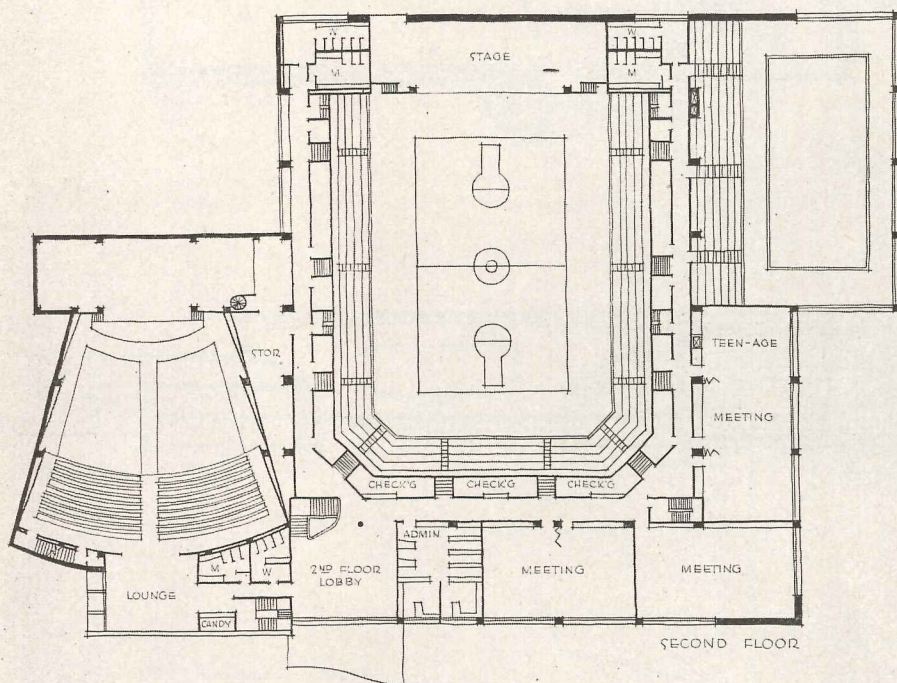 W
W
STAGE
M
M
STOR
TEEN-AGE
MEETING
CHECK'G
CHECK'G
CHECK'G
ADMIN.
M
W
2ND FLOOR
LOBBY
MEETING
MEETING
LOUNGE
CANDY
SECOND FLOOR